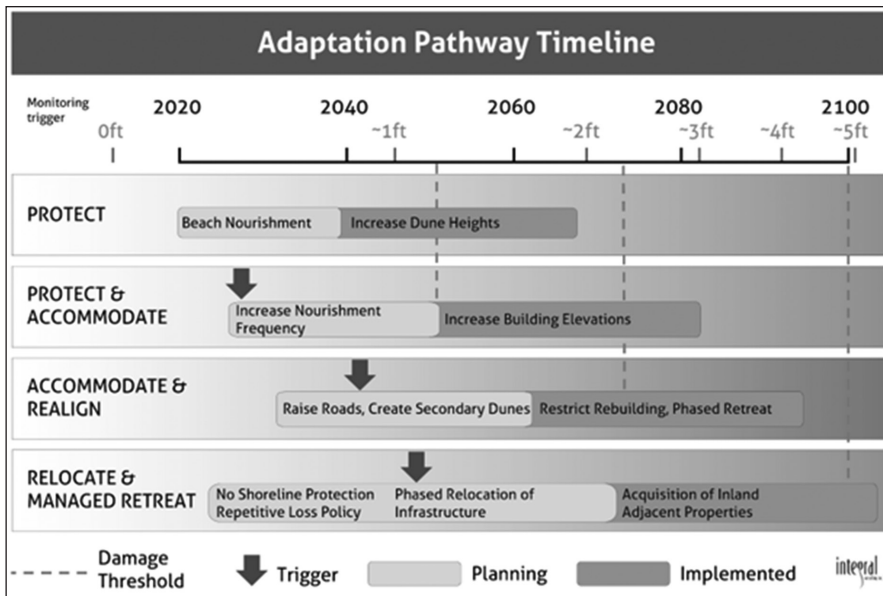 Adaptation Pathway Timeline
Monitoring
trigger
2020 2040 2060 2080 2100
0ft ~1ft ~2ft ~3ft ~4ft ~5ft
PROTECT
Beach Nourishment Increase Dune Heights
PROTECT &
ACCOMMODATE
Increase Nourishment
Frequency
Increase Building Elevations
ACCOMMODATE &
REALIGN
Raise Roads, Create Secondary Dunes Restrict Rebuilding, Phased Retreat
RELOCATE &
MANAGED RETREAT
No Shoreline Protection
Repetitive Loss Policy
Phased Relocation of
Infrastructure
Acquisition of Inland
Adjacent Properties
Damage
Threshold
Trigger
Planning
Implemented
integral